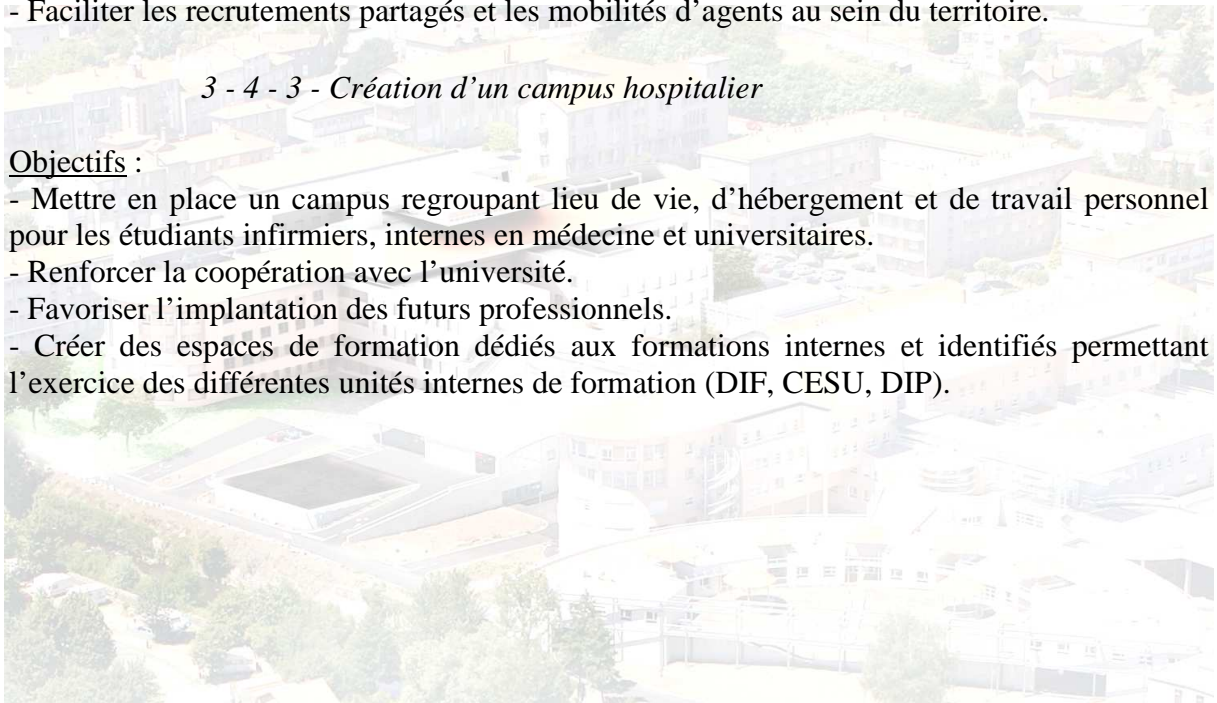 - Faciliter les recrutements partagés et les mobilités d’agents au sein du territoire.
3 - 4 - 3 - Création d’un campus hospitalier
Objectifs :
- Mettre en place un campus regroupant lieu de vie, d’hébergement et de travail personnel
pour les étudiants infirmiers, internes en médecine et universitaires.
- Renforcer la coopération avec l’université.
- Favoriser l’implantation des futurs professionnels.
- Créer des espaces de formation dédiés aux formations internes et identifiés permettant
l’exercice des différentes unités internes de formation (DIF, CESU, DIP).